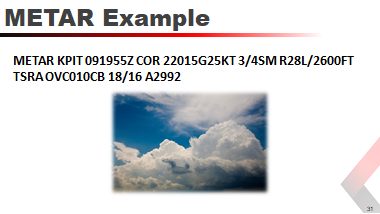 METAR Example
METAR KPIT 091955Z COR 22015G25KT 3/4SM R28L/2600FT
TSRA OVC010CB 18/16 A2992
31